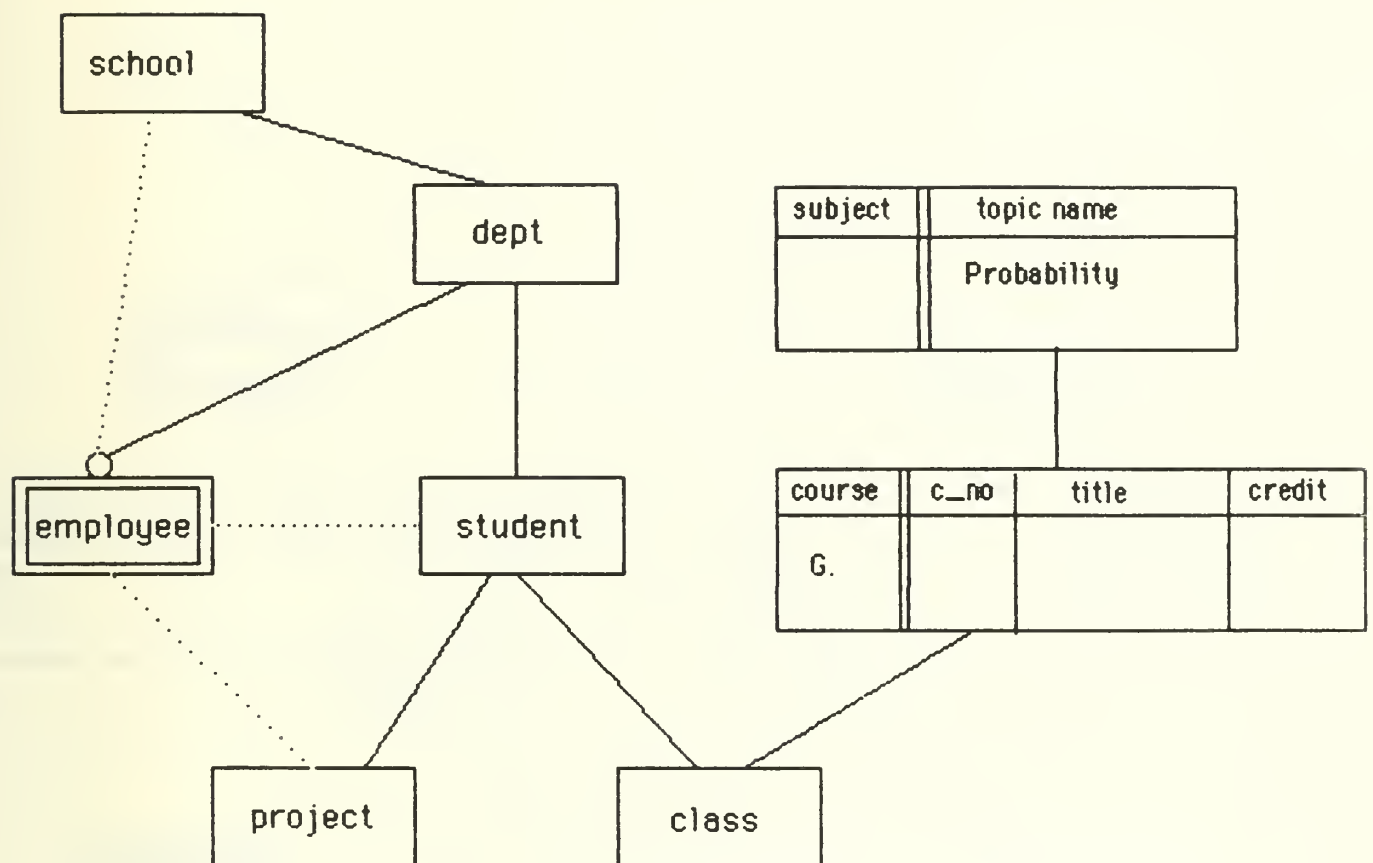 school
dept
subject topic name
Probability
employee
student
course c_no title credit
G.
project
class